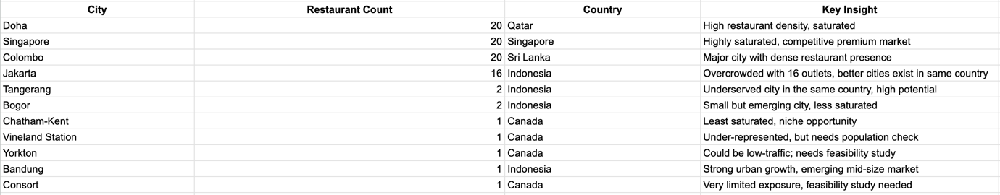 City Restaurant Count Country Key Insight
Doha 20 Qatar High restaurant density, saturated
Singapore 20 Singapore Highly saturated, competitive premium market
Colombo 20 Sri Lanka Major city with dense restaurant presence
Jakarta 16 Indonesia Overcrowded with 16 outlets, better cities exist in same country
Tangerang 2 Indonesia Underserved city in the same country, high potential
Bogor 2 Indonesia Small but emerging city, less saturated
Chatham-Kent 1 Canada Least saturated, niche opportunity
Vineland Station 1 Canada Under-represented, but needs population check
Yorkton 1 Canada Could be low-traffic; needs feasibility study
Bandung 1 Indonesia Strong urban growth, emerging mid-size market
Consort 1 Canada Very limited exposure, feasibility study needed